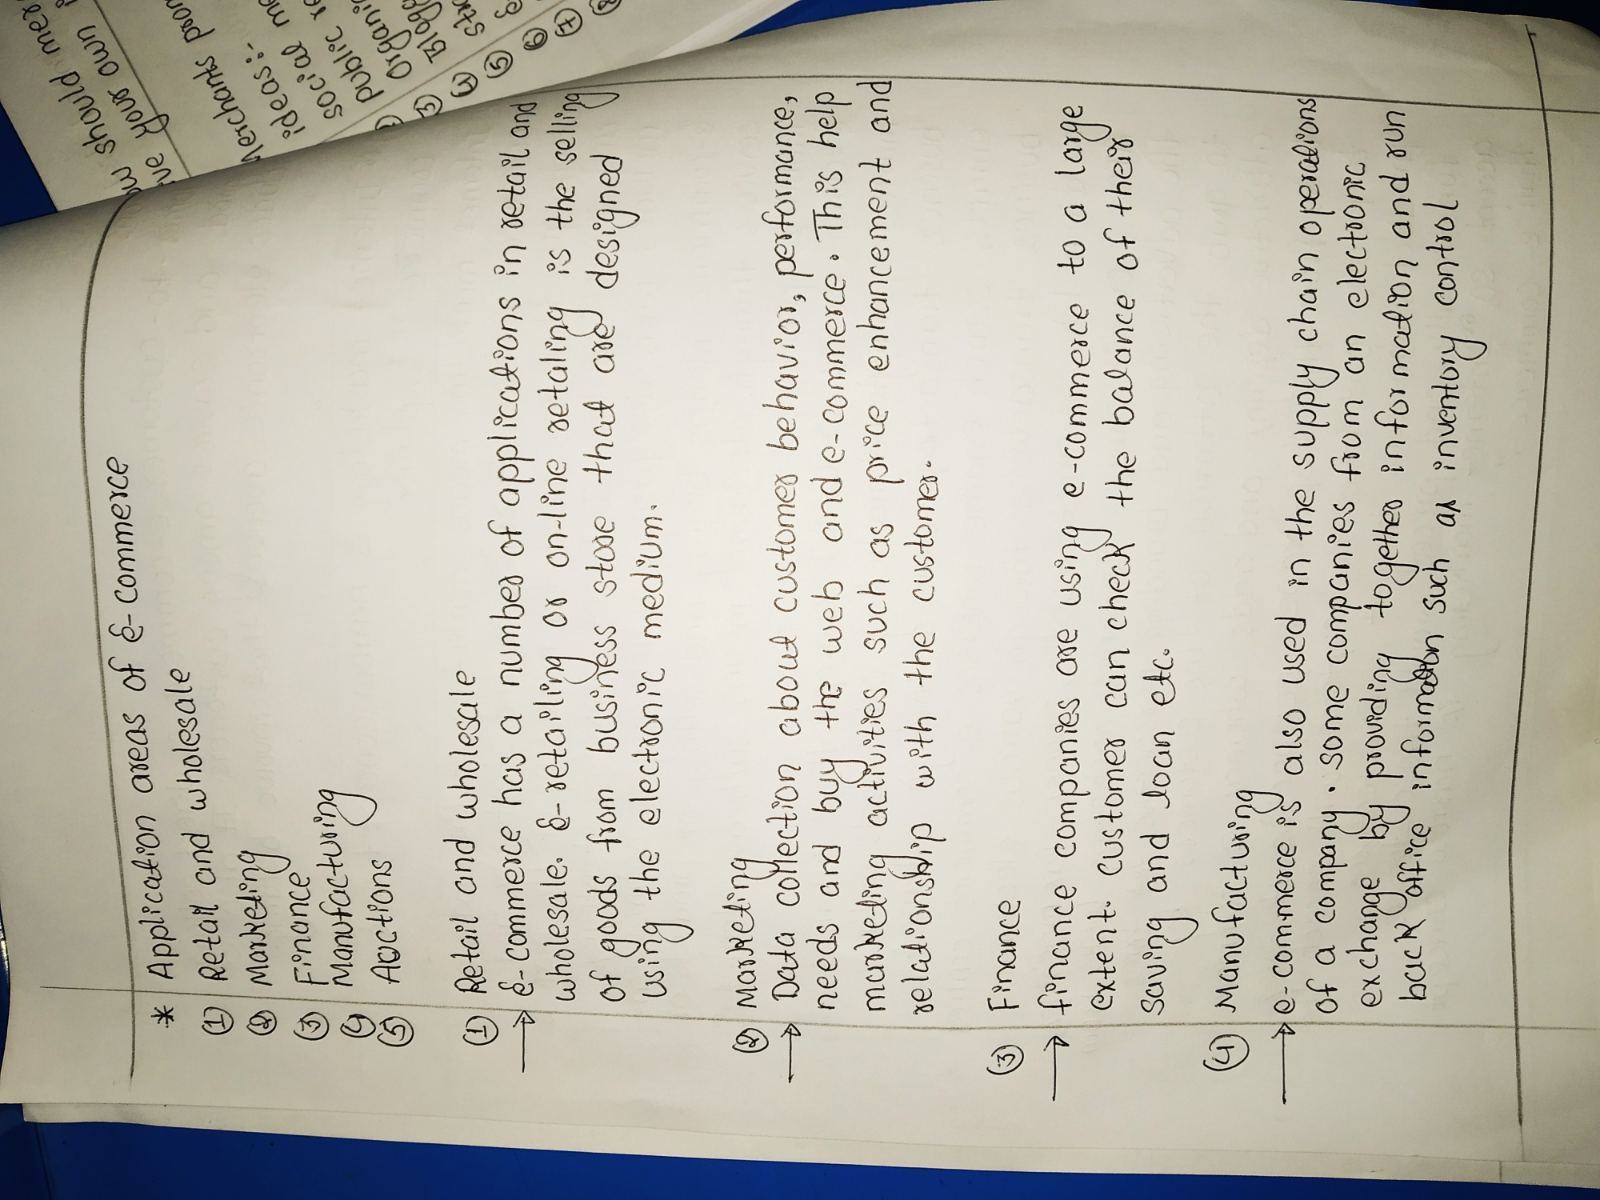 * Application areas of E-commerce
① Retail and wholesale
② Marketing
③ Finance
④ Manufacturing
⑤ Auctions
① Retail and wholesale
→ E-commerce has a number of applications in retail and
wholesale. E-retailing or on-line retaling is the selling
of goods from business store that are designed
using the electronic medium.
② Marketing
→ Data collection about customer behavior, performance,
needs and buy the web and e-commerce. This help
marketing activities such as price enhancement and
relationship with the customer.
③ Finance
→ finance companies are using e-commerce to a large
extent. customer can check the balance of their
saving and loan etc.
④ Manufacturing
→ e-commerce is also used in the supply chain operations
of a company. some companies from an electronic
exchange by providing together information and run
back office information such as inventory control
should mer
your own
Merchants
ideas:-
social
public
③
④ 
⑤
⑥
⑦